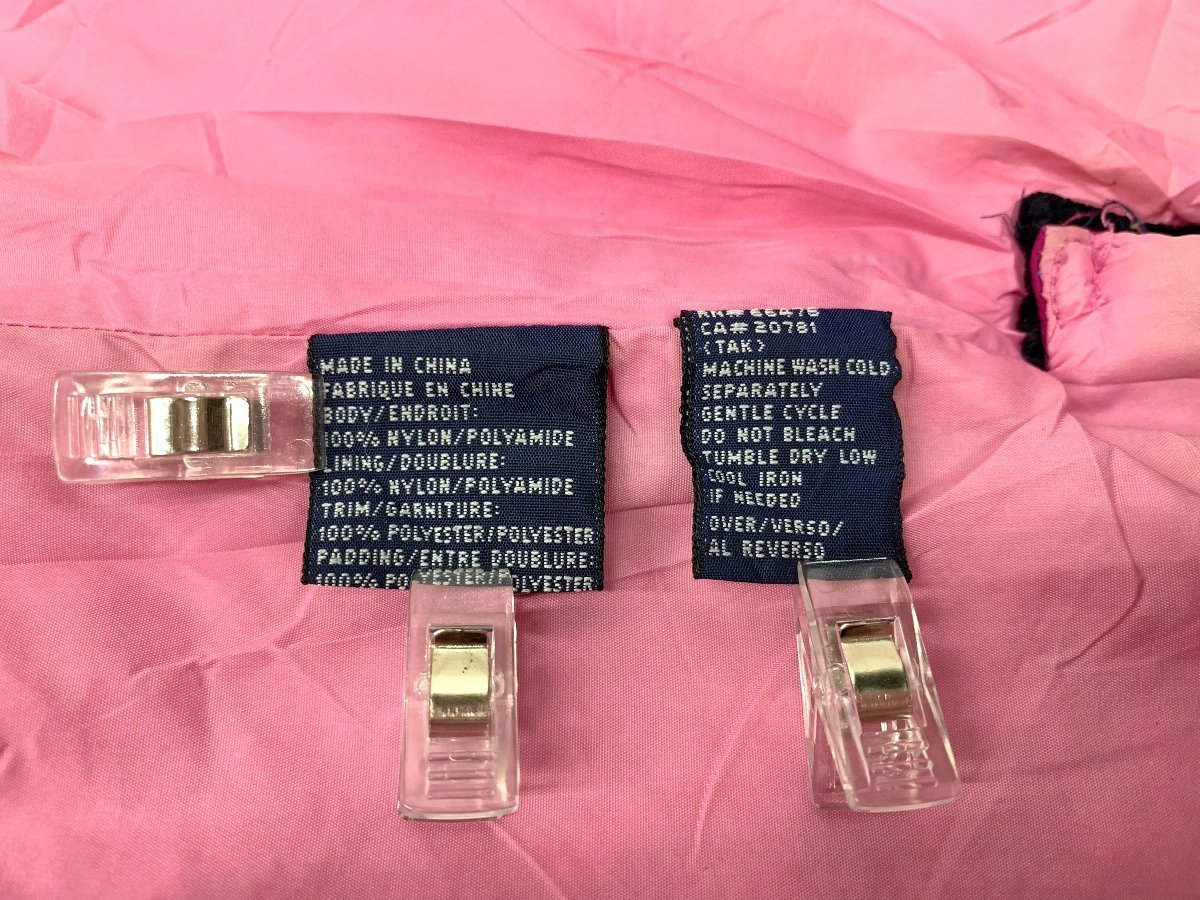 MADE IN CHINA
FABRIQUE EN CHINE
BODY/ENDROIT:
100% NYLON/POLYAMIDE
LINING/DOUBLURE:
100% NYLON/POLYAMIDE
TRIM/GARNITURE:
100% POLYESTER/POLYESTER
PADDING/ENTRE DOUBLURE:
100% POLYESTER/POLYESTER
CA# 20781
(TAK)
MACHINE WASH COLD
SEPARATELY
GENTLE CYCLE
DO NOT BLEACH
TUMBLE DRY LOW
COOL IRON
IF NEEDED
OVER/VERSO/
AL REVERSO